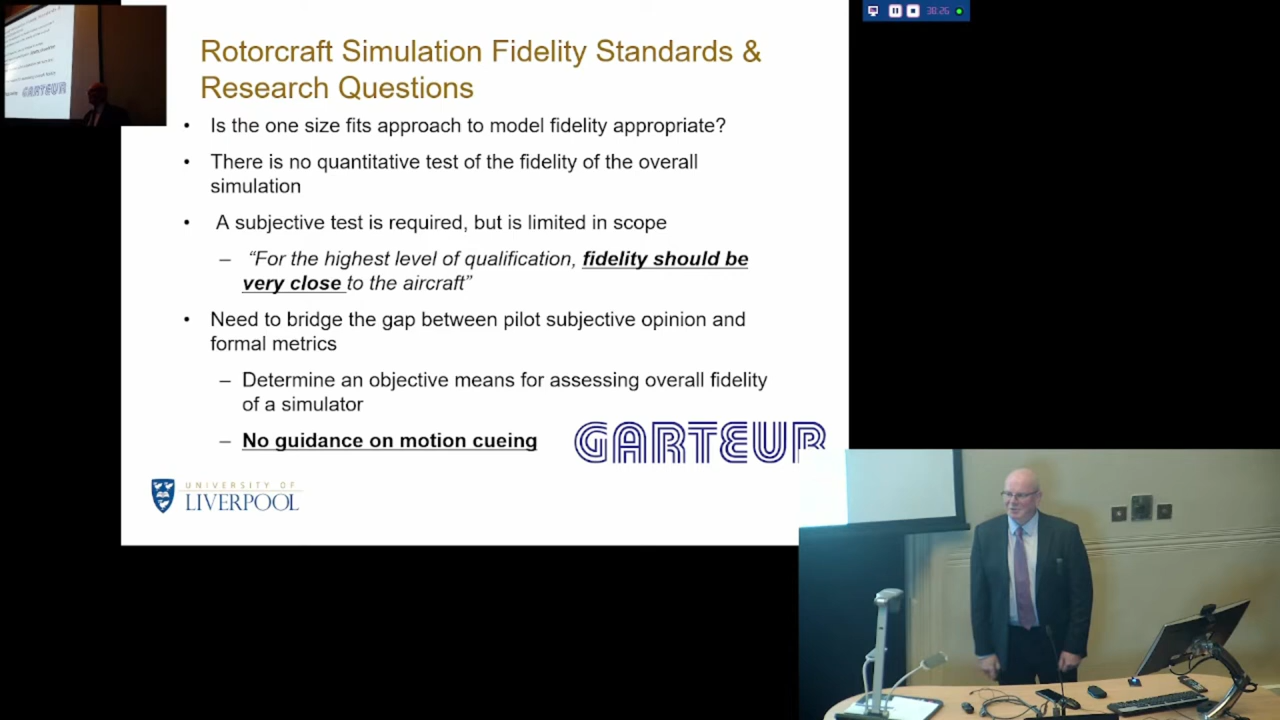 30:26
Rotorcraft Simulation Fidelity Standards &
Research Questions
• Is the one size fits approach to model fidelity appropriate?
• There is no quantitative test of the fidelity of the overall
simulation
• A subjective test is required, but is limited in scope
– “For the highest level of qualification, fidelity should be
very close to the aircraft”
• Need to bridge the gap between pilot subjective opinion and
formal metrics
– Determine an objective means for assessing overall fidelity
of a simulator
– No guidance on motion cueing
GARTEUR
UNIVERSITY OF
LIVERPOOL
GARTEUR